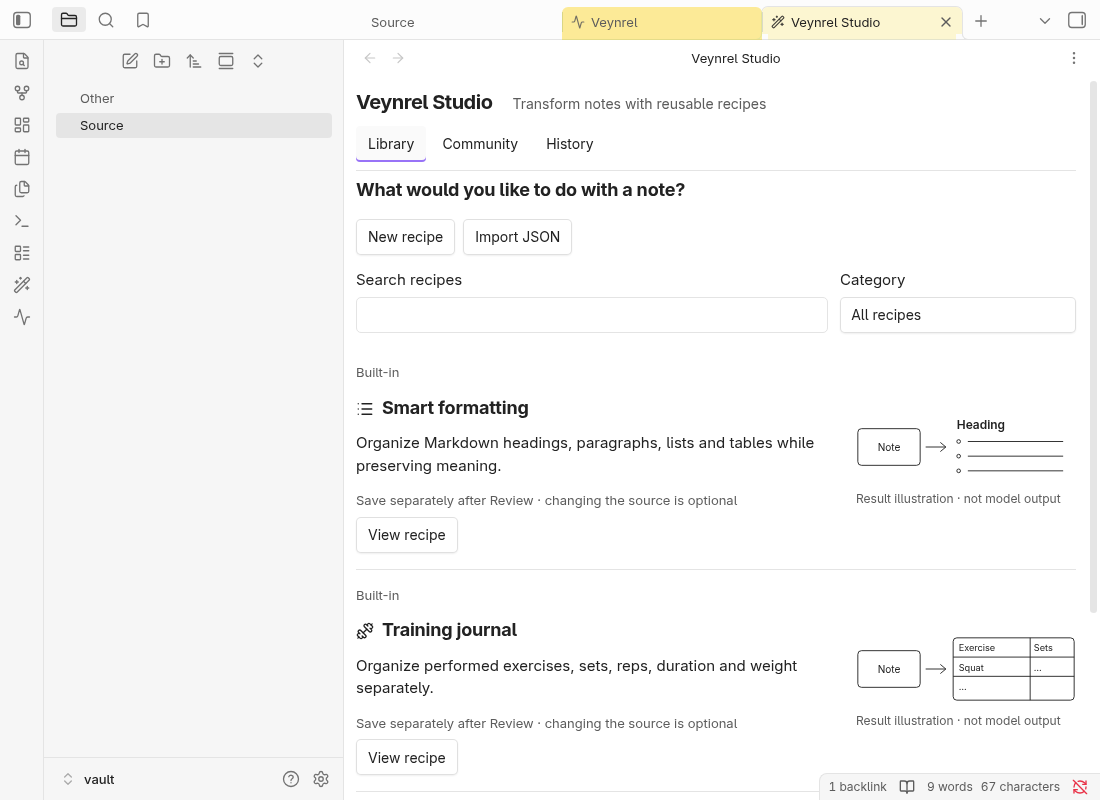 Source
Veynrel
Veynrel Studio
Other
Source
Veynrel Studio
Veynrel Studio
Transform notes with reusable recipes
Library
Community
History
What would you like to do with a note?
New recipe
Import JSON
Search recipes
Category
All recipes
Built-in
Smart formatting
Organize Markdown headings, paragraphs, lists and tables while
preserving meaning.
Save separately after Review · changing the source is optional
View recipe
Note
Heading
Result illustration · not model output
Built-in
Training journal
Organize performed exercises, sets, reps, duration and weight
separately.
Save separately after Review · changing the source is optional
View recipe
Note
Exercise
Sets
Squat
...
...
Result illustration · not model output
vault
1 backlink
9 words
67 characters